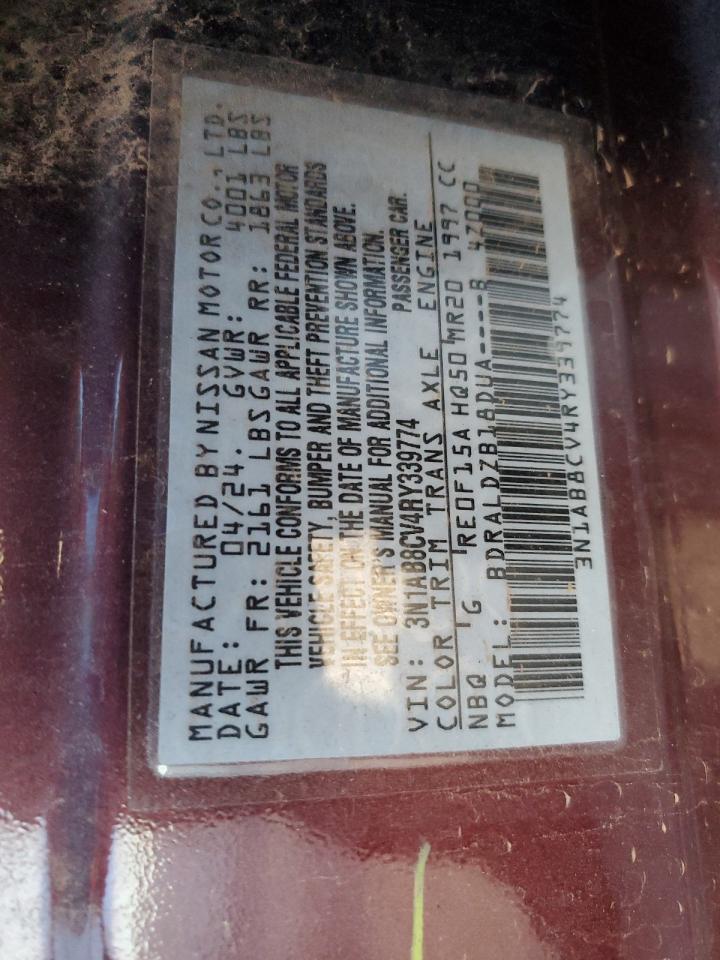 MANUFACTURED BY NISSAN MOTOR CO., LTD.
DATE: 04/24. GVWR: 4001 LBS
GAWR FR: 2161 LBS GAWR RR: 1863 LBS
THIS VEHICLE CONFORMS TO ALL APPLICABLE FEDERAL MOTOR
VEHICLE SAFETY, BUMPER AND THEFT PREVENTION STANDARDS
IN EFFECT ON THE DATE OF MANUFACTURE SHOWN ABOVE.
SEE OWNER'S MANUAL FOR ADDITIONAL INFORMATION.
VIN: 3N1AB8CV4RY339774 PASSENGER CAR.
COLOR TRIM TRANS AXLE ENGINE
NBQ 'G 'RE0F15A HQ50'MR20 1997 CC
MODEL: BDRALDZB18DUA----B 4Z000
3N1AB8CV4RY339774